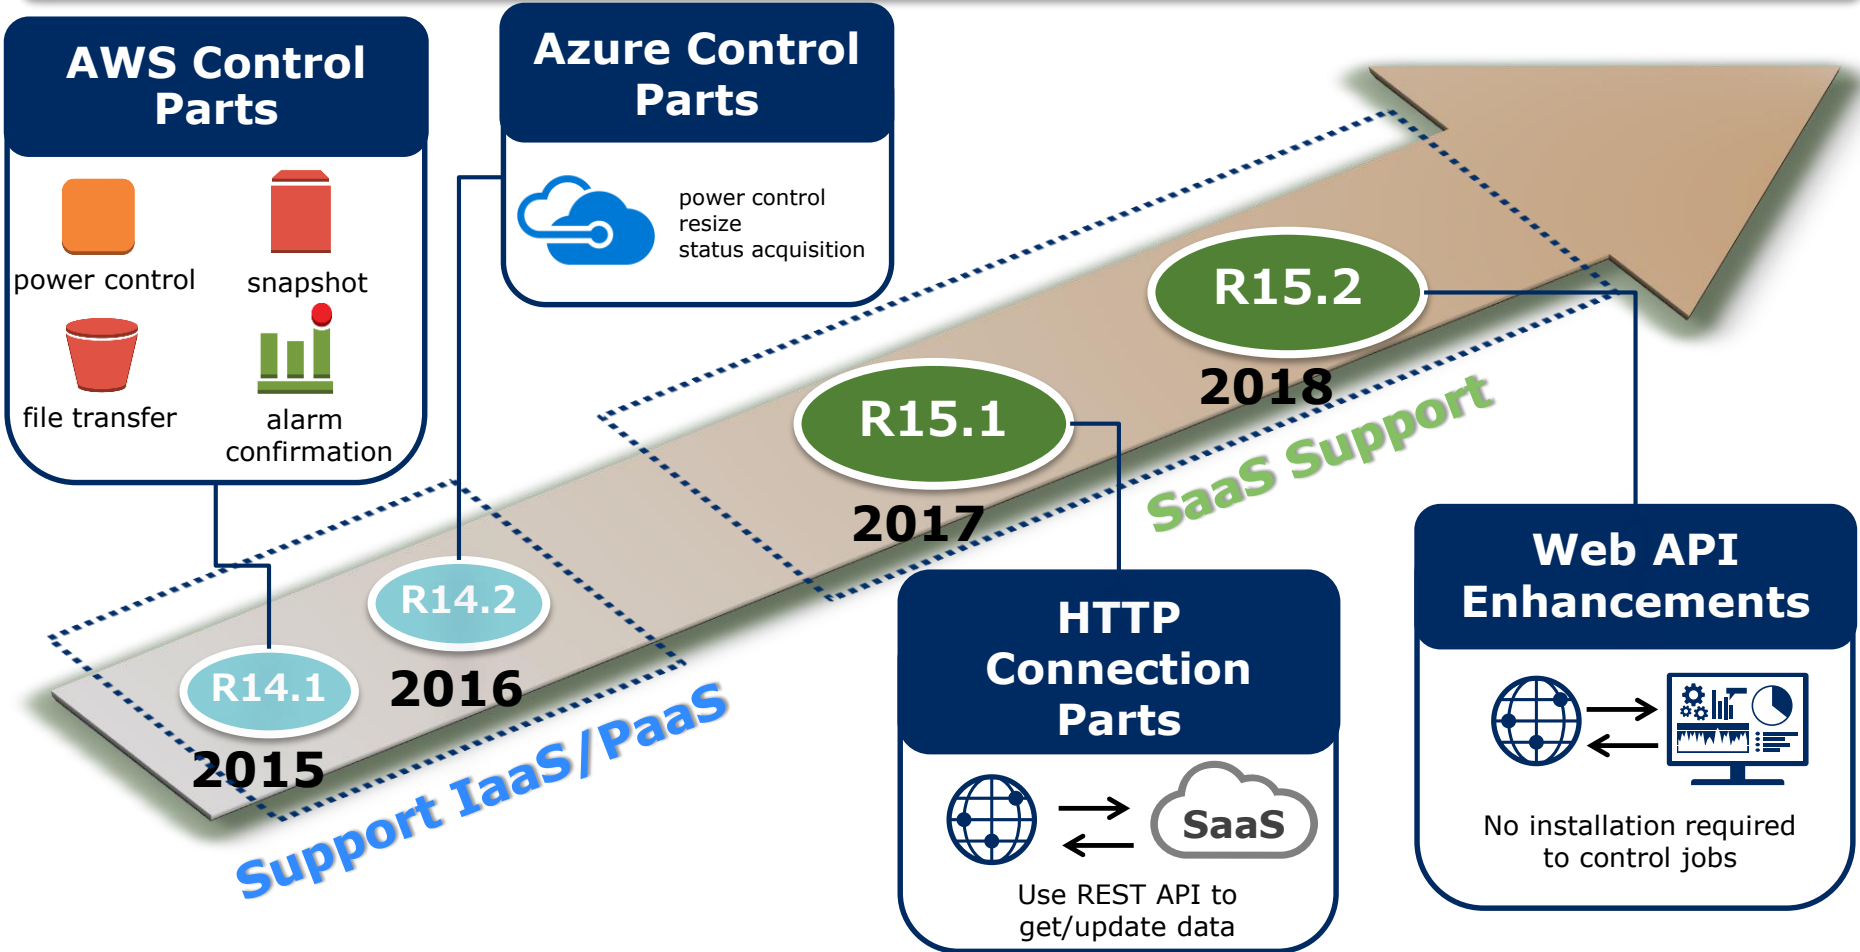 AWS Control
Parts
power control
snapshot
file transfer
alarm
confirmation
Azure Control
Parts
power control
resize
status acquisition
R14.1
2015
R14.2
2016
Support IaaS/PaaS
R15.1
2017
R15.2
2018
SaaS Support
HTTP
Connection
Parts
SaaS
Use REST API to
get/update data
Web API
Enhancements
No installation required
to control jobs